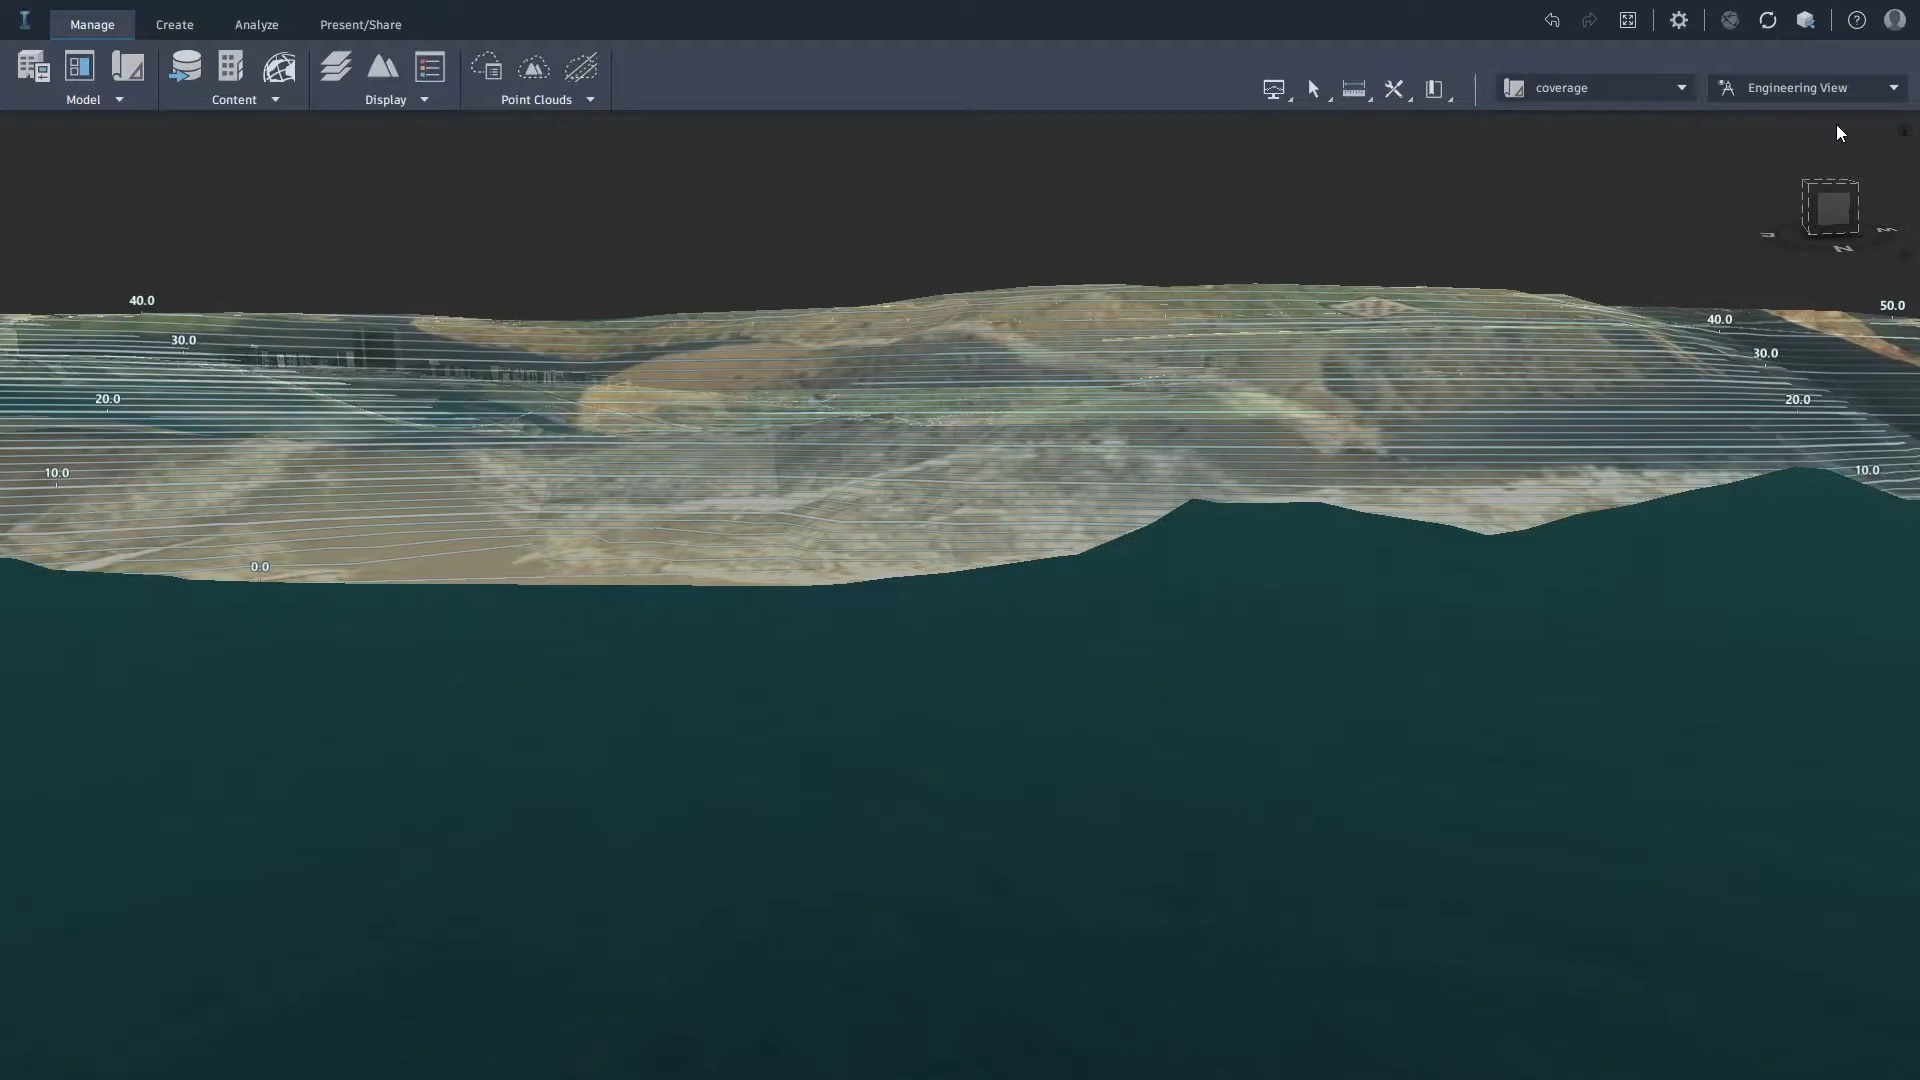 Manage Create Analyze Present/Share
Model Content Display Point Clouds
coverage Engineering View
40.0
50.0
40.0
30.0
30.0
20.0
20.0
10.0
10.0
0.0
N